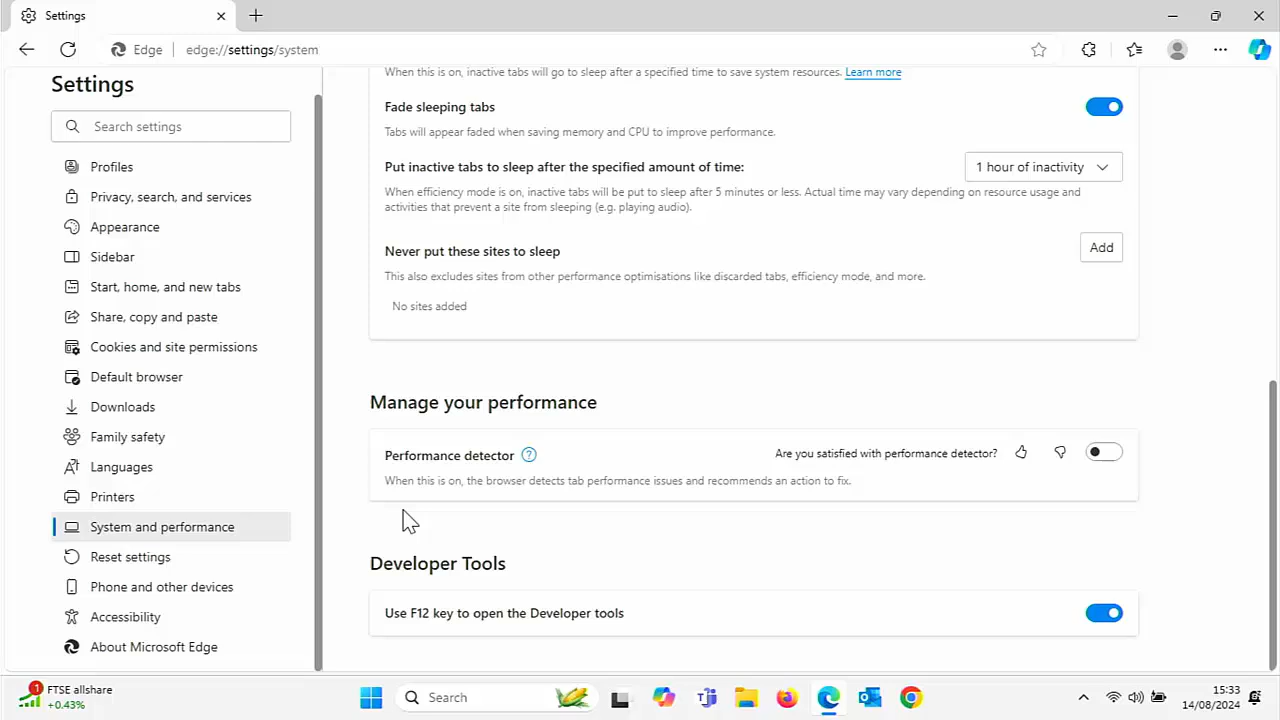 Settings
Edge
edge://settings/system
Settings
Search settings
Profiles
Privacy, search, and services
Appearance
Sidebar
Start, home, and new tabs
Share, copy and paste
Cookies and site permissions
Default browser
Downloads
Family safety
Languages
Printers
System and performance
Reset settings
Phone and other devices
Accessibility
About Microsoft Edge
When this is on, inactive tabs will go to sleep after a specified time to save system resources. Learn more
Fade sleeping tabs
Tabs will appear faded when saving memory and CPU to improve performance.
Put inactive tabs to sleep after the specified amount of time:
1 hour of inactivity
When efficiency mode is on, inactive tabs will be put to sleep after 5 minutes or less. Actual time may vary depending on resource usage and
activities that prevent a site from sleeping (e.g. playing audio).
Never put these sites to sleep
Add
This also excludes sites from other performance optimisations like discarded tabs, efficiency mode, and more.
No sites added
Manage your performance
Performance detector ?
Are you satisfied with performance detector?
When this is on, the browser detects tab performance issues and recommends an action to fix.
Developer Tools
Use F12 key to open the Developer tools
1
FTSE allshare
+0.43%
Search
15:33
14/08/2024